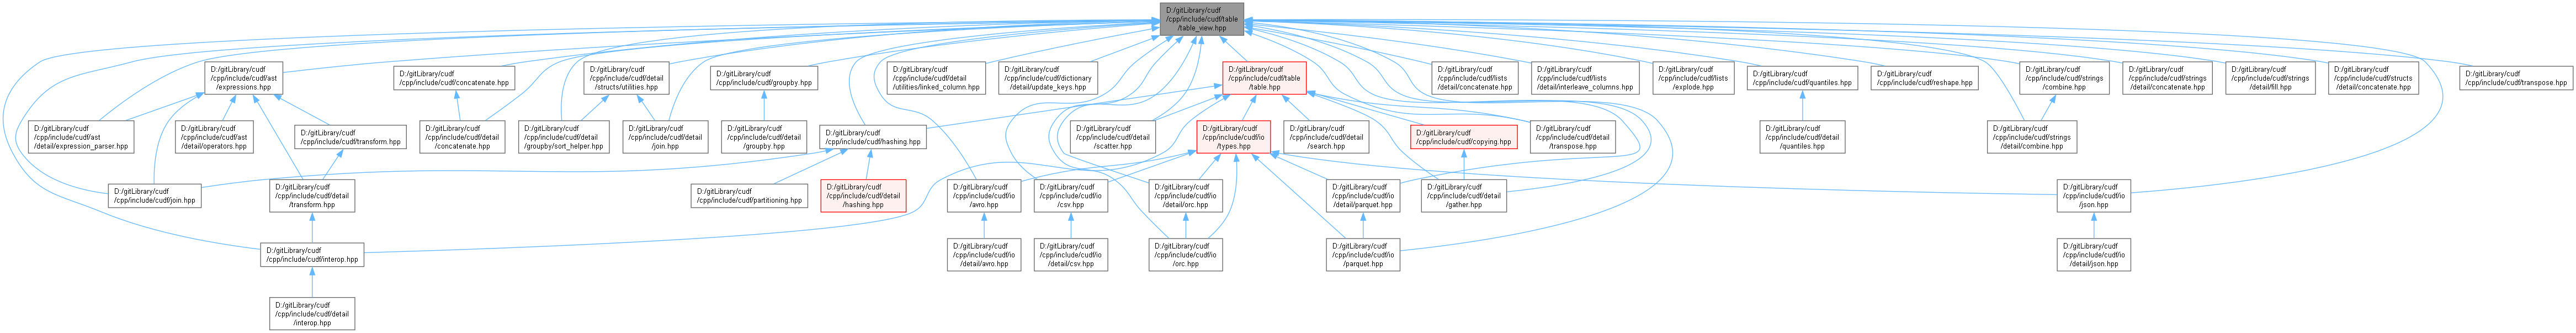 D:/gitLibrary/cudf
/cpp/include/cudf/table
/table_view.hpp
D:/gitLibrary/cudf
/cpp/include/cudf/ast
/expressions.hpp
D:/gitLibrary/cudf
/cpp/include/cudf/concatenate.hpp
D:/gitLibrary/cudf
/cpp/include/cudf/detail
/structs/utilities.hpp
D:/gitLibrary/cudf
/cpp/include/cudf/groupby.hpp
D:/gitLibrary/cudf
/cpp/include/cudf/detail
/utilities/linked_column.hpp
D:/gitLibrary/cudf
/cpp/include/cudf/dictionary
/detail/update_keys.hpp
D:/gitLibrary/cudf
/cpp/include/cudf/table
/table.hpp
D:/gitLibrary/cudf
/cpp/include/cudf/lists
/detail/concatenate.hpp
D:/gitLibrary/cudf
/cpp/include/cudf/lists
/detail/interleave_columns.hpp
D:/gitLibrary/cudf
/cpp/include/cudf/lists
/explode.hpp
D:/gitLibrary/cudf
/cpp/include/cudf/quantiles.hpp
D:/gitLibrary/cudf
/cpp/include/cudf/reshape.hpp
D:/gitLibrary/cudf
/cpp/include/cudf/strings
/combine.hpp
D:/gitLibrary/cudf
/cpp/include/cudf/strings
/detail/concatenate.hpp
D:/gitLibrary/cudf
/cpp/include/cudf/strings
/detail/fill.hpp
D:/gitLibrary/cudf
/cpp/include/cudf/structs
/detail/concatenate.hpp
D:/gitLibrary/cudf
/cpp/include/cudf/transpose.hpp
D:/gitLibrary/cudf
/cpp/include/cudf/ast
/detail/expression_parser.hpp
D:/gitLibrary/cudf
/cpp/include/cudf/ast
/detail/operators.hpp
D:/gitLibrary/cudf
/cpp/include/cudf/transform.hpp
D:/gitLibrary/cudf
/cpp/include/cudf/detail
/concatenate.hpp
D:/gitLibrary/cudf
/cpp/include/cudf/detail
/groupby/sort_helper.hpp
D:/gitLibrary/cudf
/cpp/include/cudf/detail
/join.hpp
D:/gitLibrary/cudf
/cpp/include/cudf/detail
/groupby.hpp
D:/gitLibrary/cudf
/cpp/include/cudf/hashing.hpp
D:/gitLibrary/cudf
/cpp/include/cudf/detail
/scatter.hpp
D:/gitLibrary/cudf
/cpp/include/cudf/io
/types.hpp
D:/gitLibrary/cudf
/cpp/include/cudf/detail
/search.hpp
D:/gitLibrary/cudf
/cpp/include/cudf/copying.hpp
D:/gitLibrary/cudf
/cpp/include/cudf/detail
/transpose.hpp
D:/gitLibrary/cudf
/cpp/include/cudf/detail
/quantiles.hpp
D:/gitLibrary/cudf
/cpp/include/cudf/strings
/detail/combine.hpp
D:/gitLibrary/cudf
/cpp/include/cudf/join.hpp
D:/gitLibrary/cudf
/cpp/include/cudf/detail
/transform.hpp
D:/gitLibrary/cudf
/cpp/include/cudf/partitioning.hpp
D:/gitLibrary/cudf
/cpp/include/cudf/detail
/hashing.hpp
D:/gitLibrary/cudf
/cpp/include/cudf/io
/avro.hpp
D:/gitLibrary/cudf
/cpp/include/cudf/io
/csv.hpp
D:/gitLibrary/cudf
/cpp/include/cudf/io
/detail/orc.hpp
D:/gitLibrary/cudf
/cpp/include/cudf/io
/detail/parquet.hpp
D:/gitLibrary/cudf
/cpp/include/cudf/detail
/gather.hpp
D:/gitLibrary/cudf
/cpp/include/cudf/io
/json.hpp
D:/gitLibrary/cudf
/cpp/include/cudf/interop.hpp
D:/gitLibrary/cudf
/cpp/include/cudf/io
/detail/avro.hpp
D:/gitLibrary/cudf
/cpp/include/cudf/io
/detail/csv.hpp
D:/gitLibrary/cudf
/cpp/include/cudf/io
/orc.hpp
D:/gitLibrary/cudf
/cpp/include/cudf/io
/parquet.hpp
D:/gitLibrary/cudf
/cpp/include/cudf/io
/detail/json.hpp
D:/gitLibrary/cudf
/cpp/include/cudf/detail
/interop.hpp